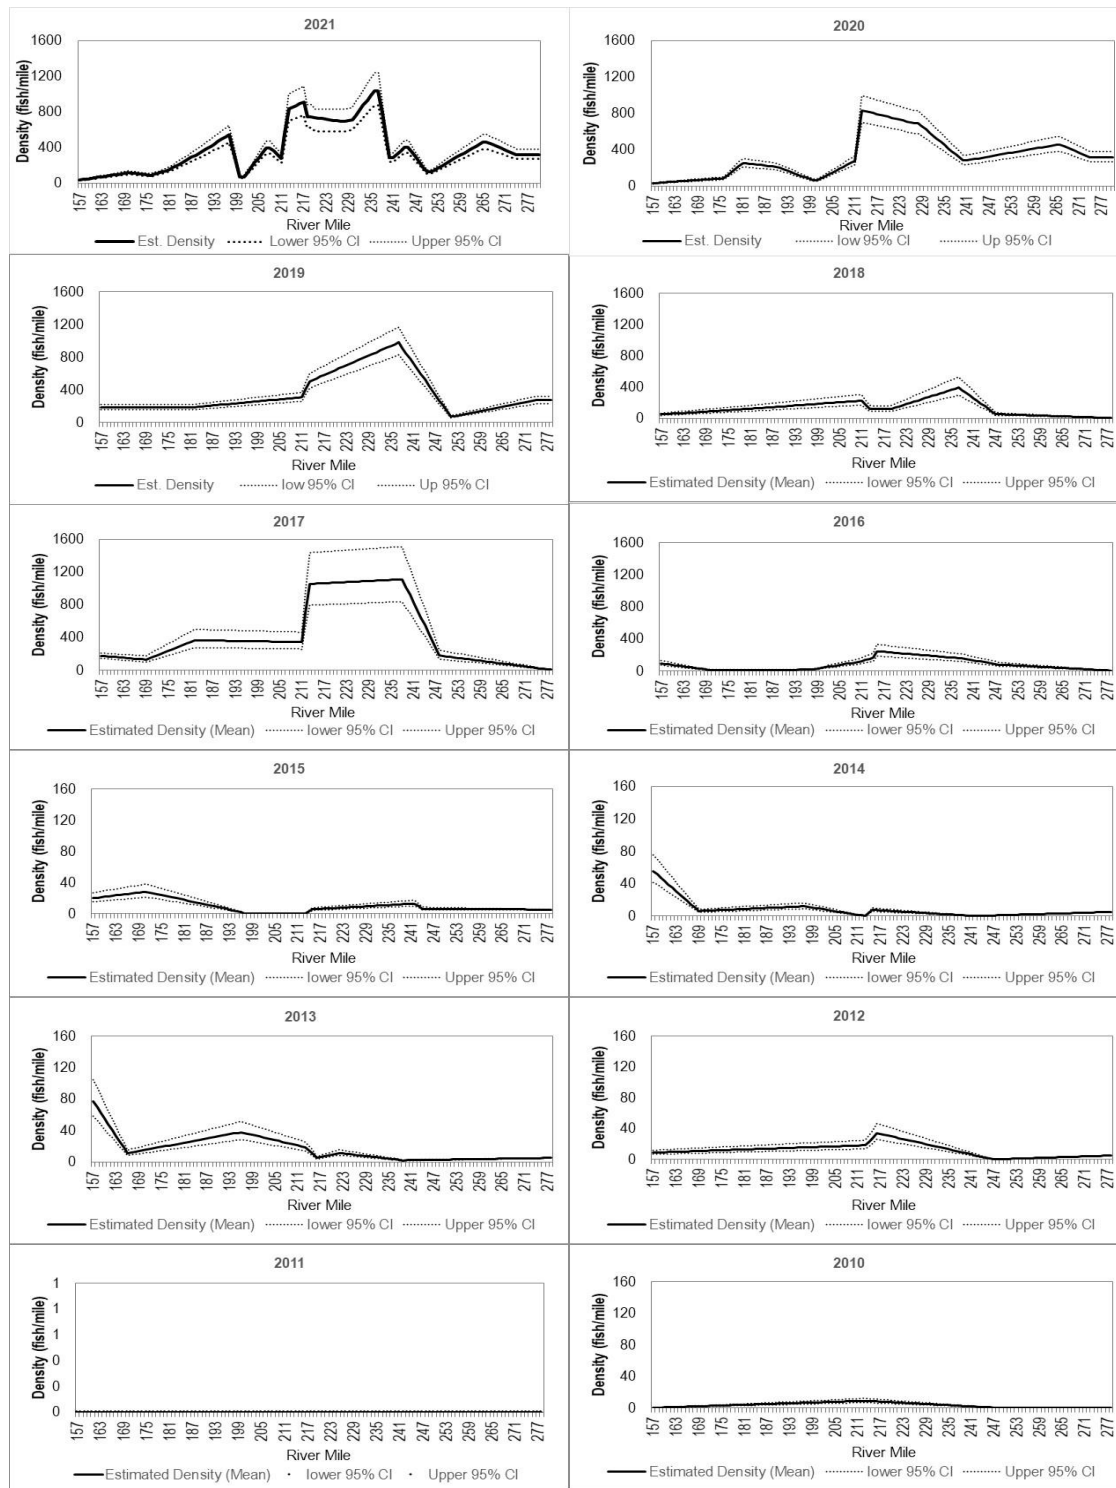 2021
Density (fish/mile)
1600
1200
800
400
0
157 163 169 175 181 187 193 199 205 211 217 223 229 235 241 247 253 259 265 271 277
River Mile
Est. Density Lower 95% CI Upper 95% CI
2020
Density (fish/mile)
1600
1200
800
400
0
157 163 169 175 181 187 193 199 205 211 217 223 229 235 241 247 253 259 265 271 277
River Mile
Est. Density low 95% CI Up 95% CI
2019
Density (fish/mile)
1600
1200
800
400
0
157 163 169 175 181 187 193 199 205 211 217 223 229 235 241 247 253 259 265 271 277
River Mile
Est. Density low 95% CI Up 95% CI
2018
Density (fish/mile)
1600
1200
800
400
0
157 163 169 175 181 187 193 199 205 211 217 223 229 235 241 247 253 259 265 271 277
River Mile
Estimated Density (Mean) lower 95% CI Upper 95% CI
2017
Density (fish/mile)
1600
1200
800
400
0
157 163 169 175 181 187 193 199 205 211 217 223 229 235 241 247 253 259 265 271 277
River Mile
Estimated Density (Mean) lower 95% CI Upper 95% CI
2016
Density (fish/mile)
1600
1200
800
400
0
157 163 169 175 181 187 193 199 205 211 217 223 229 235 241 247 253 259 265 271 277
River Mile
Estimated Density (Mean) lower 95% CI Upper 95% CI
2015
Density (fish/mile)
160
120
80
40
0
157 163 169 175 181 187 193 199 205 211 217 223 229 235 241 247 253 259 265 271 277
River Mile
Estimated Density (Mean) lower 95% CI Upper 95% CI
2014
Density (fish/mile)
160
120
80
40
0
157 163 169 175 181 187 193 199 205 211 217 223 229 235 241 247 253 259 265 271 277
River Mile
Estimated Density (Mean) lower 95% CI Upper 95% CI
2013
Density (fish/mile)
160
120
80
40
0
157 163 169 175 181 187 193 199 205 211 217 223 229 235 241 247 253 259 265 271 277
River Mile
Estimated Density (Mean) lower 95% CI Upper 95% CI
2012
Density (fish/mile)
160
120
80
40
0
157 163 169 175 181 187 193 199 205 211 217 223 229 235 241 247 253 259 265 271 277
River Mile
Estimated Density (Mean) lower 95% CI Upper 95% CI
2011
Density (fish/mile)
1
1
1
0
0
0
157 163 169 175 181 187 193 199 205 211 217 223 229 235 241 247 253 259 265 271 277
River Mile
Estimated Density (Mean) lower 95% CI Upper 95% CI
2010
Density (fish/mile)
160
120
80
40
0
157 163 169 175 181 187 193 199 205 211 217 223 229 235 241 247 253 259 265 271 277
River Mile
Estimated Density (Mean) lower 95% CI Upper 95% CI